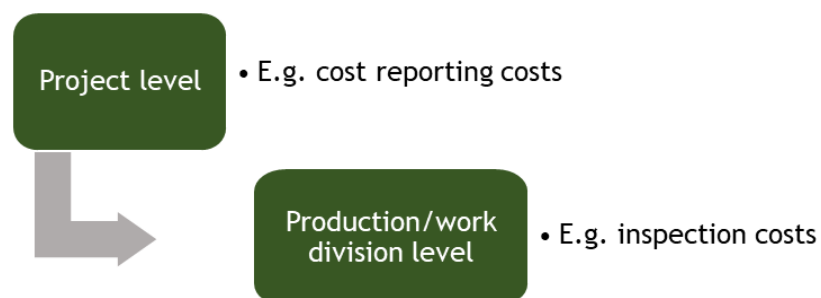 Project level
• E.g. cost reporting costs
Production/work
division level
• E.g. inspection costs